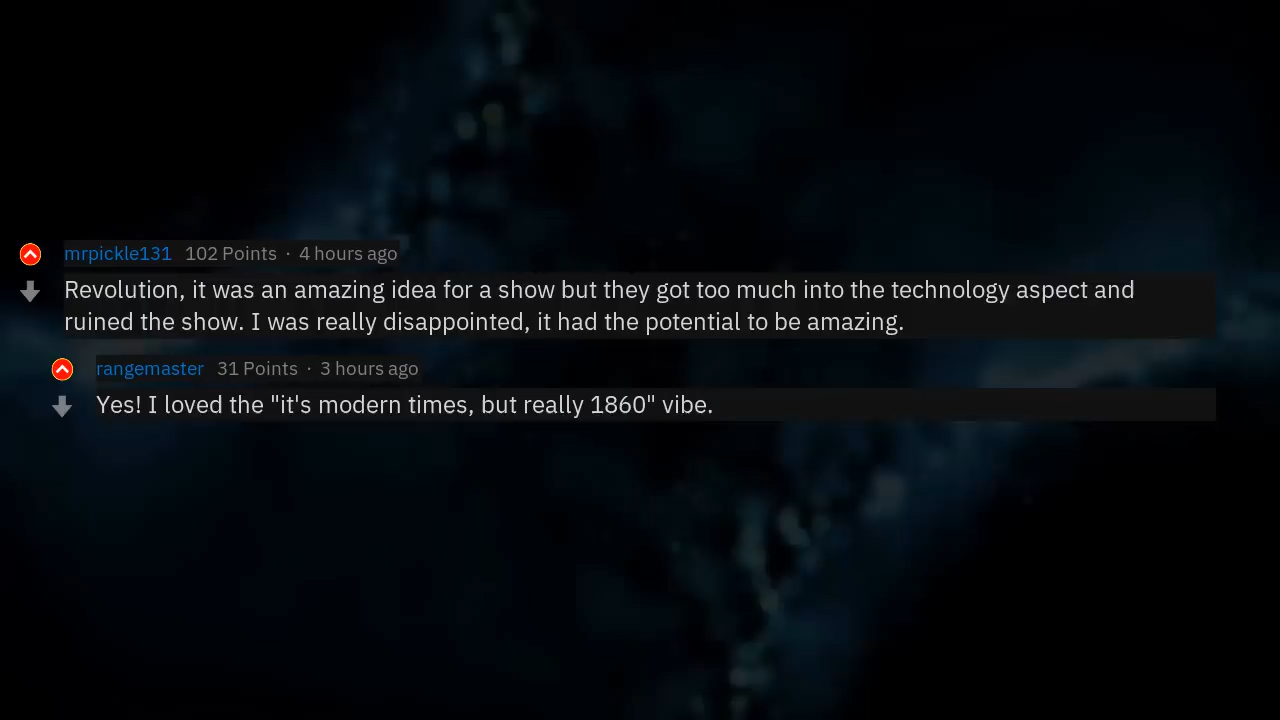 mrpickle131 102 Points · 4 hours ago
Revolution, it was an amazing idea for a show but they got too much into the technology aspect and
ruined the show. I was really disappointed, it had the potential to be amazing.
rangemaster 31 Points · 3 hours ago
Yes! I loved the "it's modern times, but really 1860" vibe.